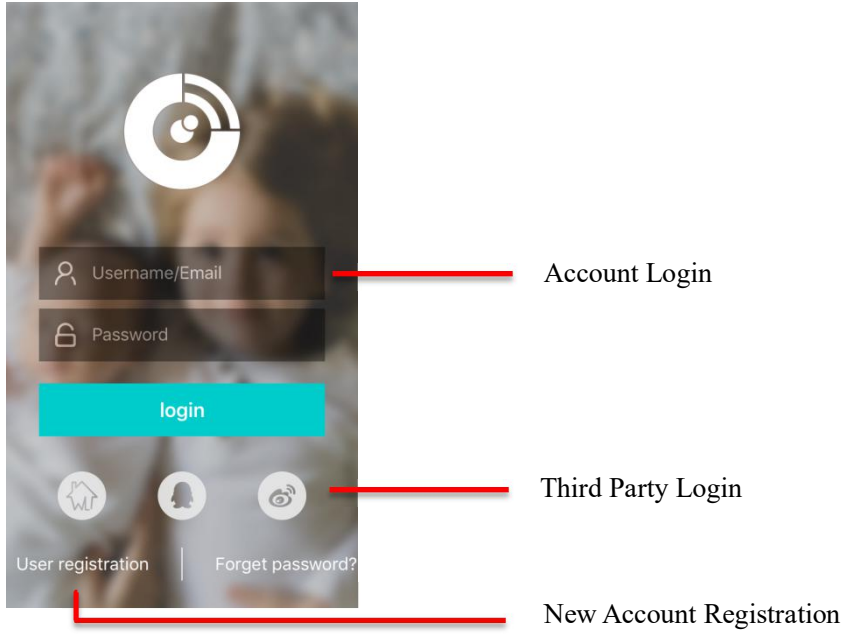 Username/Email
Account Login
Password
login
Third Party Login
User registration
Forget password?
New Account Registration